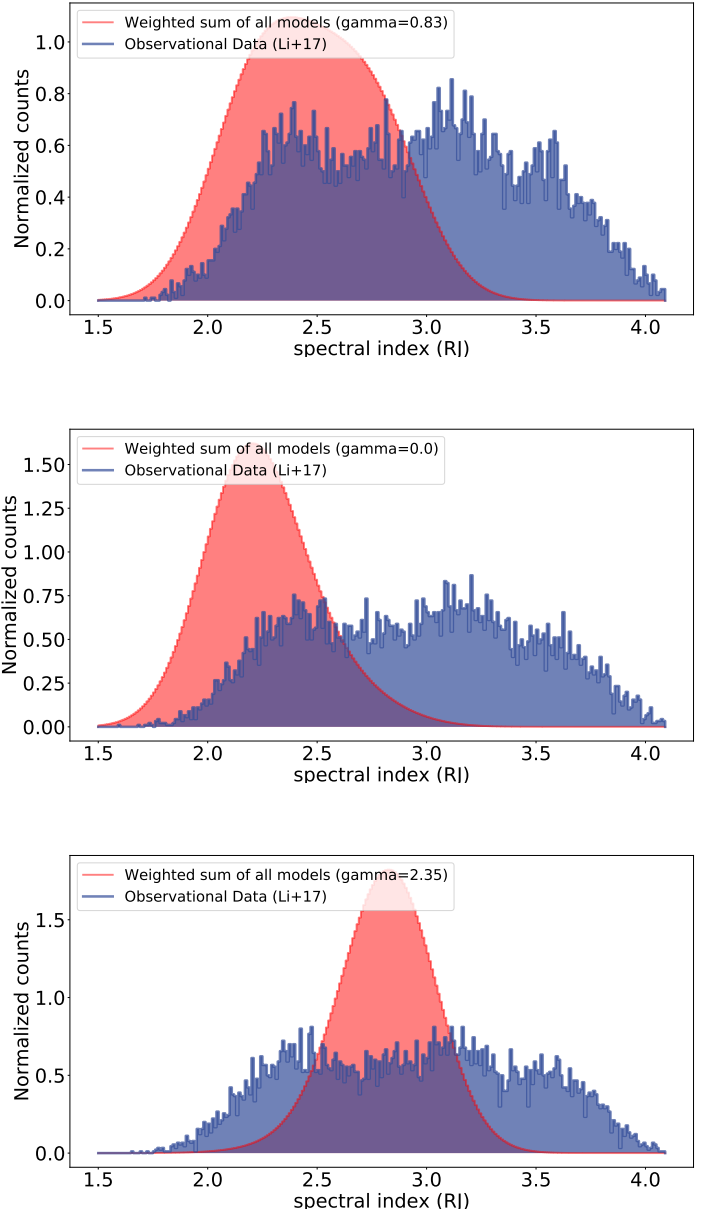 Weighted sum of all models (gamma=0.83)
Observational Data (Li+17)
Normalized counts
1.0
0.8
0.6
0.4
0.2
0.0
1.5 2.0 2.5 3.0 3.5 4.0
spectral index (RJ)
Weighted sum of all models (gamma=0.0)
Observational Data (Li+17)
Normalized counts
1.50
1.25
1.00
0.75
0.50
0.25
0.00
1.5 2.0 2.5 3.0 3.5 4.0
spectral index (RJ)
Weighted sum of all models (gamma=2.35)
Observational Data (Li+17)
Normalized counts
1.5
1.0
0.5
0.0
1.5 2.0 2.5 3.0 3.5 4.0
spectral index (RJ)